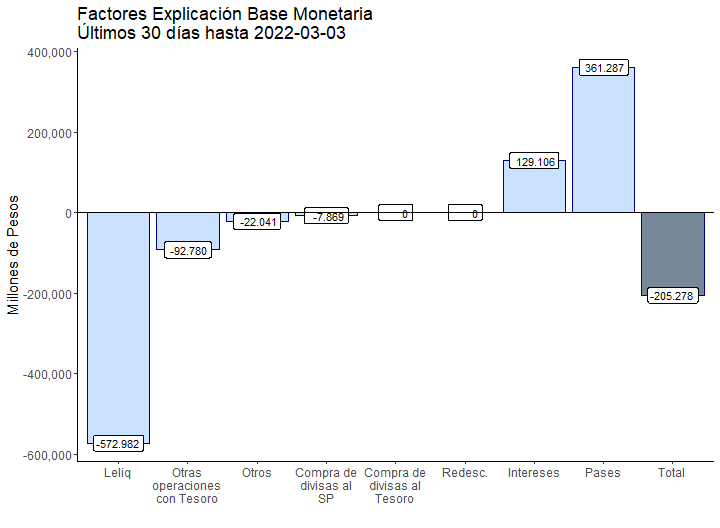 Factores Explicación Base Monetaria
Últimos 30 días hasta 2022-03-03
Millones de Pesos
400,000
200,000
0
-200,000
-400,000
-600,000
-572.982
-92.780
-22.041
-7.869
0
0
129.106
361.287
-205.278
Leliq
Otras
operaciones
con Tesoro
Otros
Compra de
divisas al
SP
Compra de
divisas al
Tesoro
Redesc.
Intereses
Pases
Total